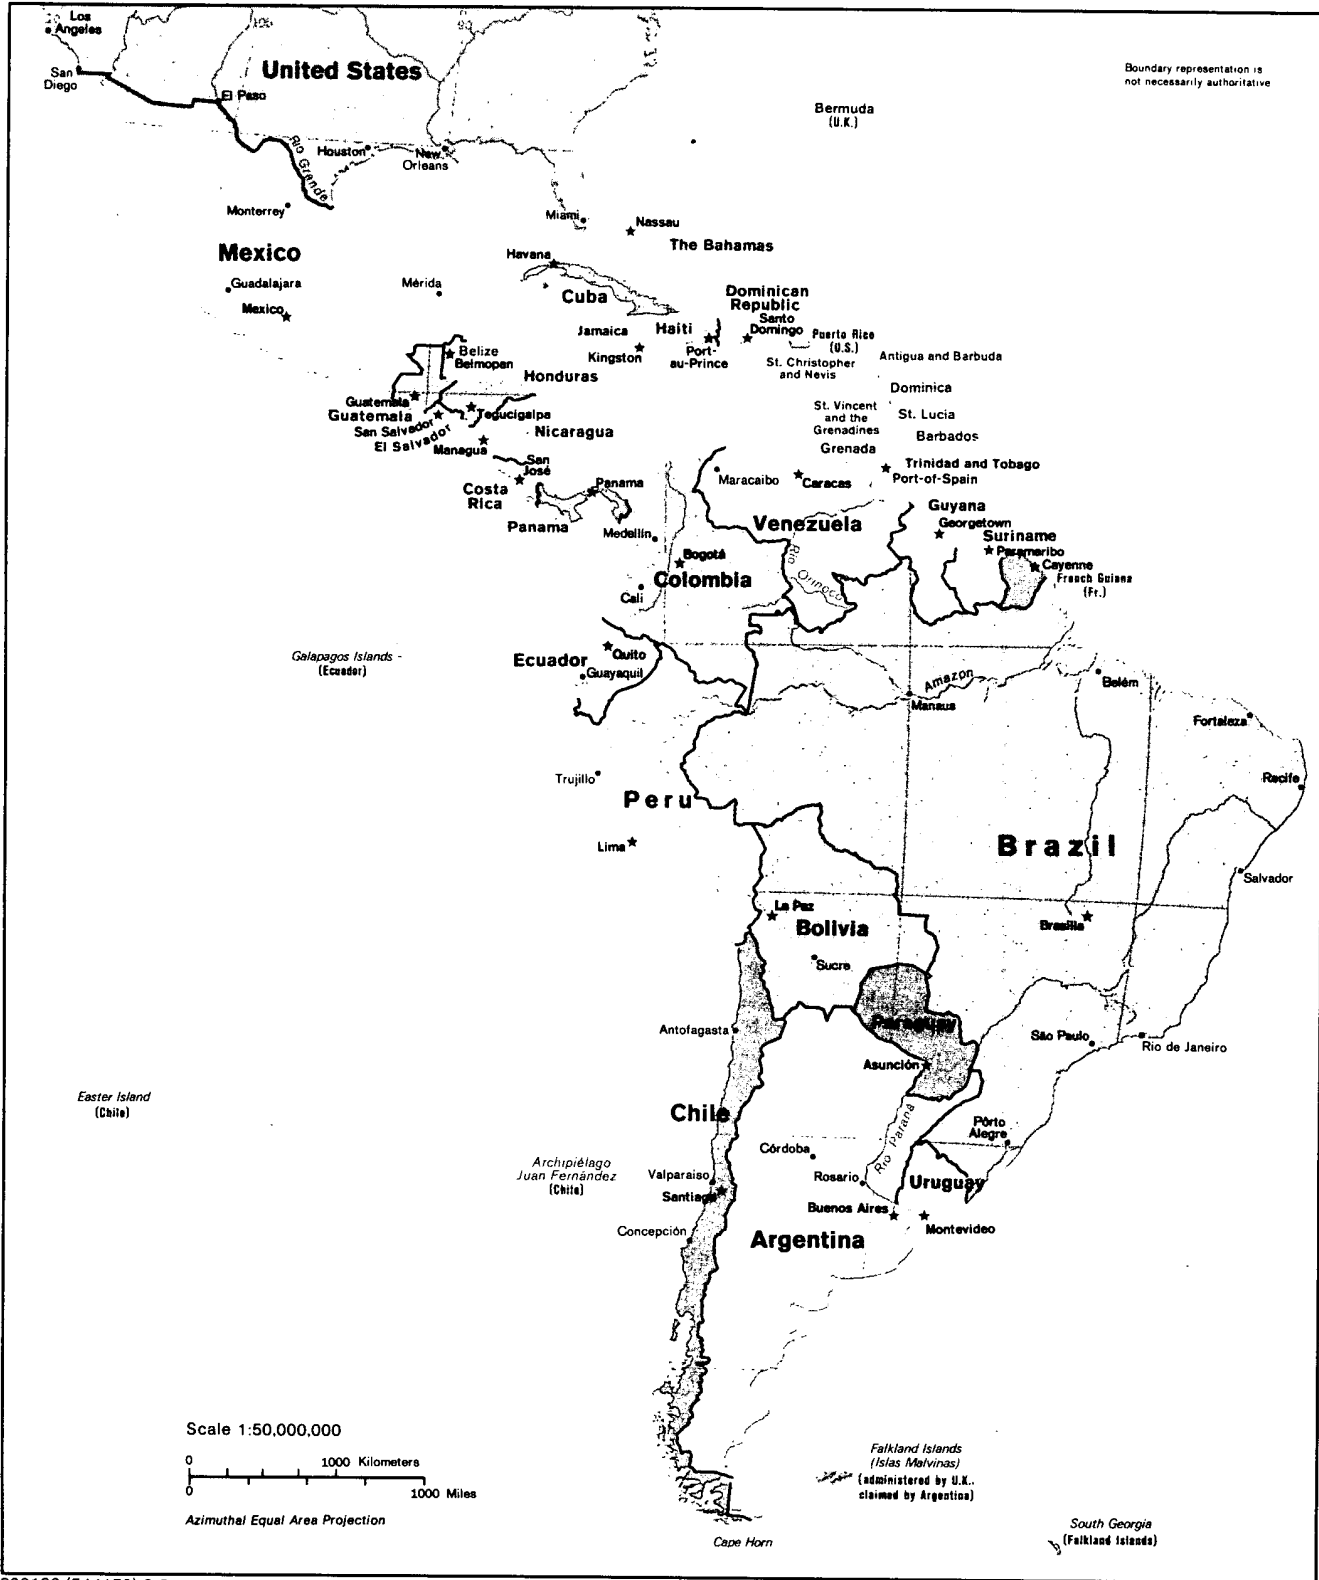 Los
Angeles
San
Diego
United States
El Paso
Rio Grande
Houston
New
Orleans
Boundary representation is
not necessarily authoritative
Bermuda
(U.K.)
Monterrey
Miami
Nassau
The Bahamas
Mexico
Havana
Guadalajara
Mérida
Mexico
Cuba
Dominican
Republic
Santo
Domingo
Jamaica
Haiti
Kingston
Port-
au-Prince
Puerto Rico
(U.S.)
St. Christopher
and Nevis
Antigua and Barbuda
Belize
Belmopan
Honduras
Dominica
Guatemala
Guatemala
Tegucigalpa
San Salvador
El Salvador
Nicaragua
Managua
St. Vincent
and the
Grenadines
St. Lucia
Barbados
Grenada
San
José
Costa
Rica
Panama
Panama
Maracaibo
Caracas
Trinidad and Tobago
Port-of-Spain
Venezuela
Guyana
Georgetown
Suriname
Paramaribo
Cayenne
French Guiana
(Fr.)
Medellín
Bogotá
Colombia
Rio Orinoco
Cali
Galapagos Islands
(Ecuador)
Ecuador
Quito
Guayaquil
Amazon
Manaus
Belém
Fortaleza
Trujillo
Peru
Recife
Lima
Brazil
Salvador
La Paz
Bolivia
Brasília
Sucre
Antofagasta
Paraguay
São Paulo
Rio de Janeiro
Asunción
Easter Island
(Chile)
Chile
Rio Paraná
Pôrto
Alegre
Córdoba
Archipiélago
Juan Fernández
(Chile)
Valparaiso
Santiago
Rosario
Uruguay
Buenos Aires
Montevideo
Concepción
Argentina
Scale 1:50,000,000
0 1000 Kilometers
0 1000 Miles
Azimuthal Equal Area Projection
Falkland Islands
(Islas Malvinas)
(administered by U.K.,
claimed by Argentina)
Cape Horn
South Georgia
(Falkland Islands)